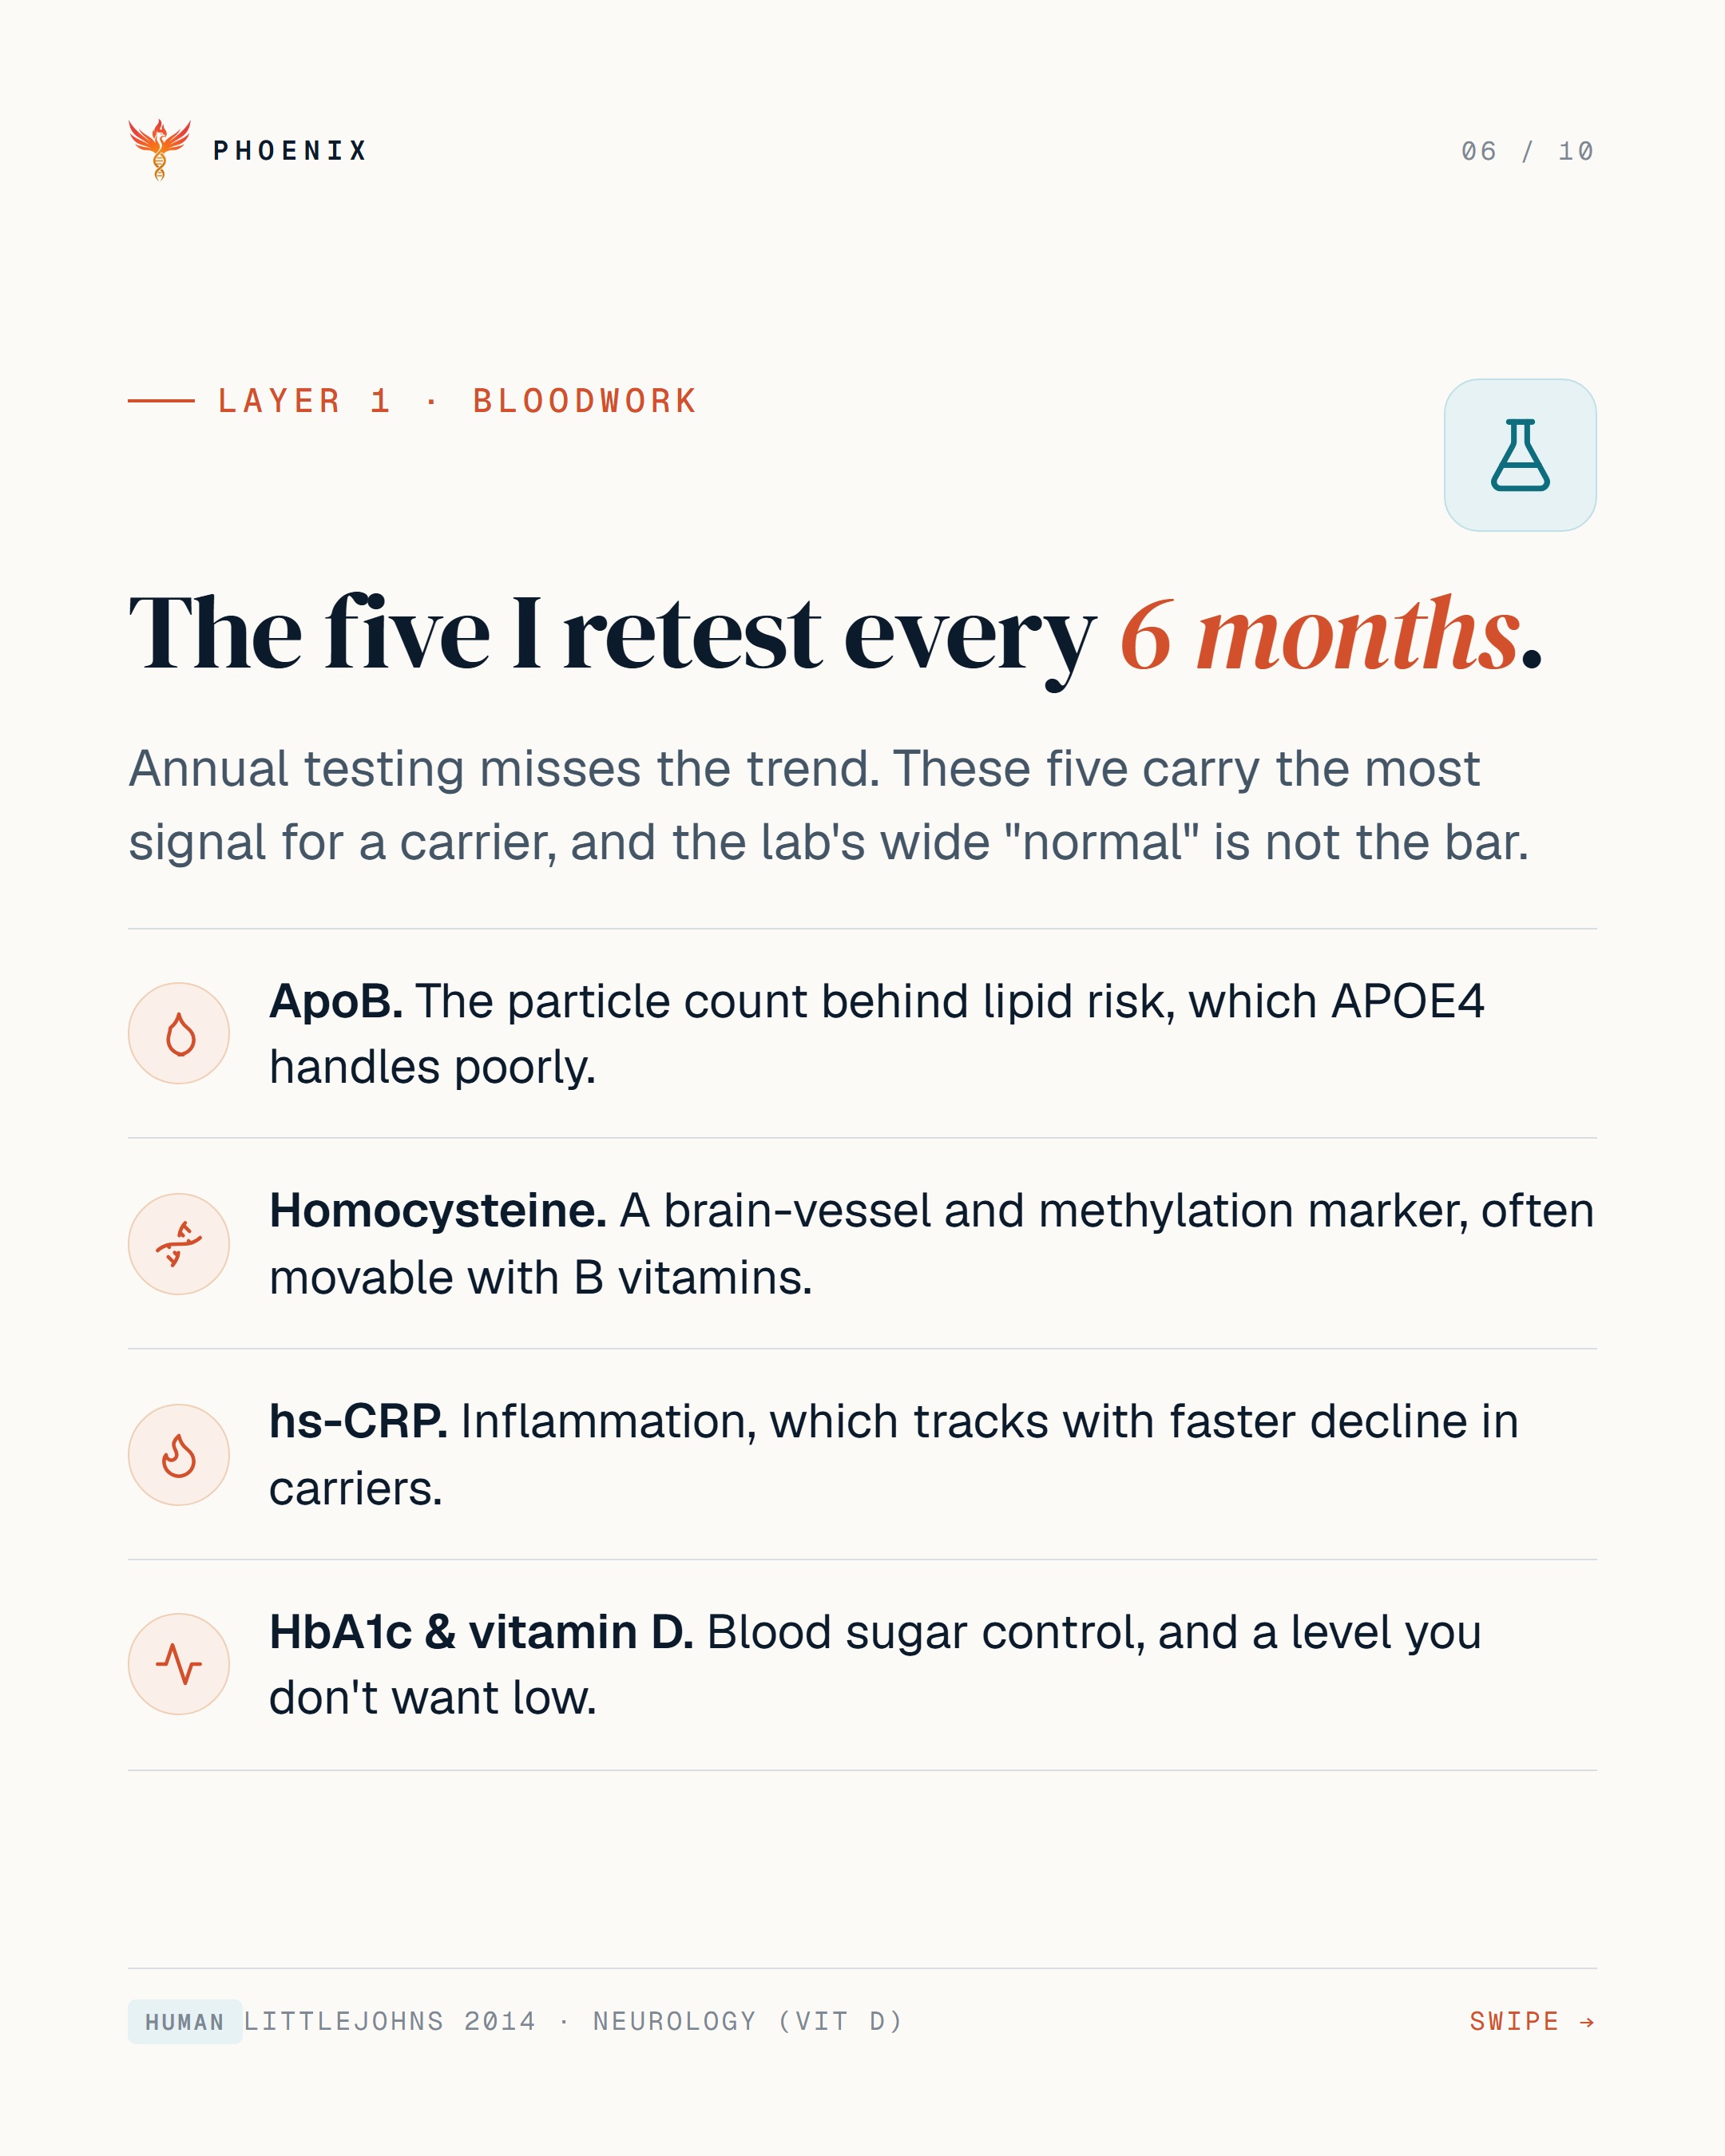 PHOENIX
06 / 10
LAYER 1 · BLOODWORK
The five I retest every 6 months.
Annual testing misses the trend. These five carry the most
signal for a carrier, and the lab's wide "normal" is not the bar.
ApoB. The particle count behind lipid risk, which APOE4
handles poorly.
Homocysteine. A brain-vessel and methylation marker, often
movable with B vitamins.
hs-CRP. Inflammation, which tracks with faster decline in
carriers.
HbA1c & vitamin D. Blood sugar control, and a level you
don't want low.
HUMAN LITTLEJOHNS 2014 · NEUROLOGY (VIT D)
SWIPE →